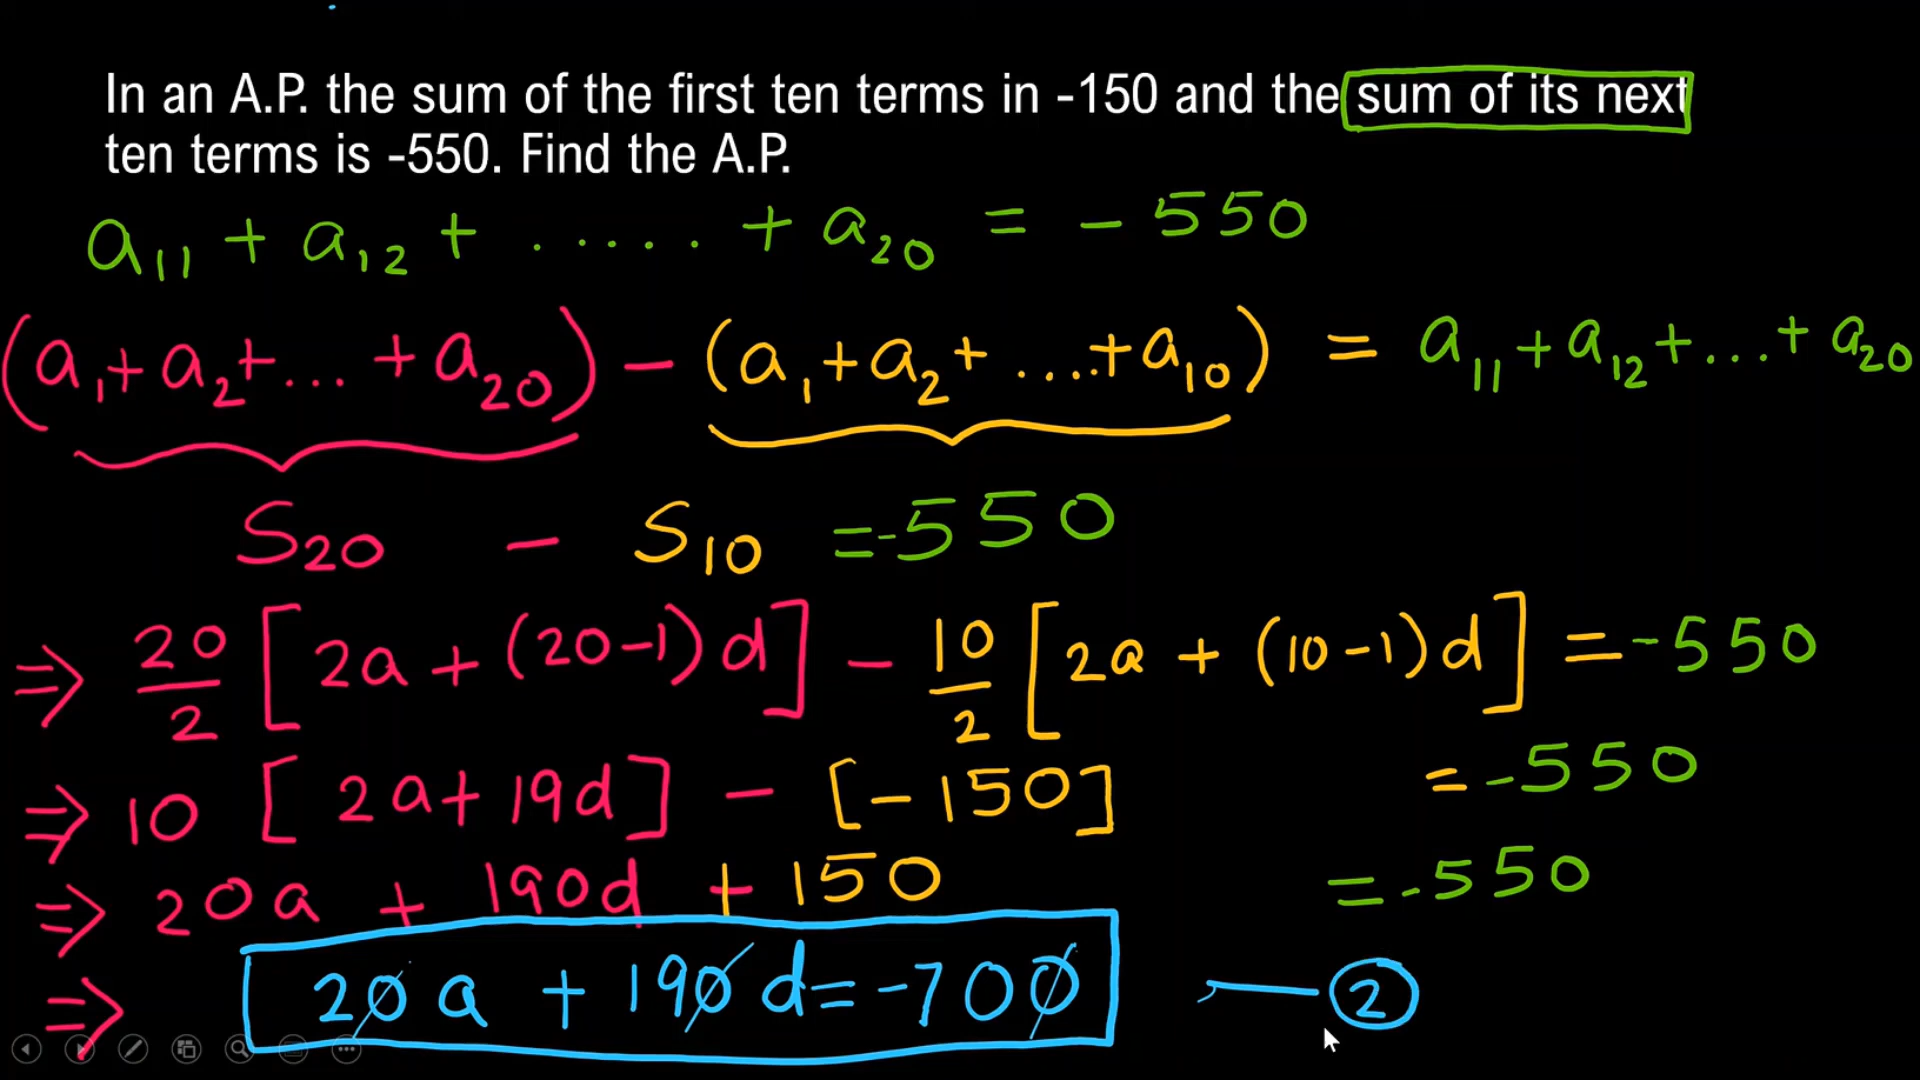 In an A.P. the sum of the first ten terms in -150 and the sum of its next
ten terms is -550. Find the A.P.
a₁₁ + a₁₂ + ..... + a₂₀ = - 550
(a₁ + a₂ + ... + a₂₀) - (a₁ + a₂ + .... + a₁₀) = a₁₁ + a₁₂ + ... + a₂₀
S₂₀ - S₁₀ = -550
⇒ 20/2 [2a + (20-1)d] - 10/2 [2a + (10-1)d] = -550
⇒ 10 [2a + 19d] - [-150] = -550
⇒ 20a + 190d + 150 = -550
⇒ 20a + 190d = -700 — ②